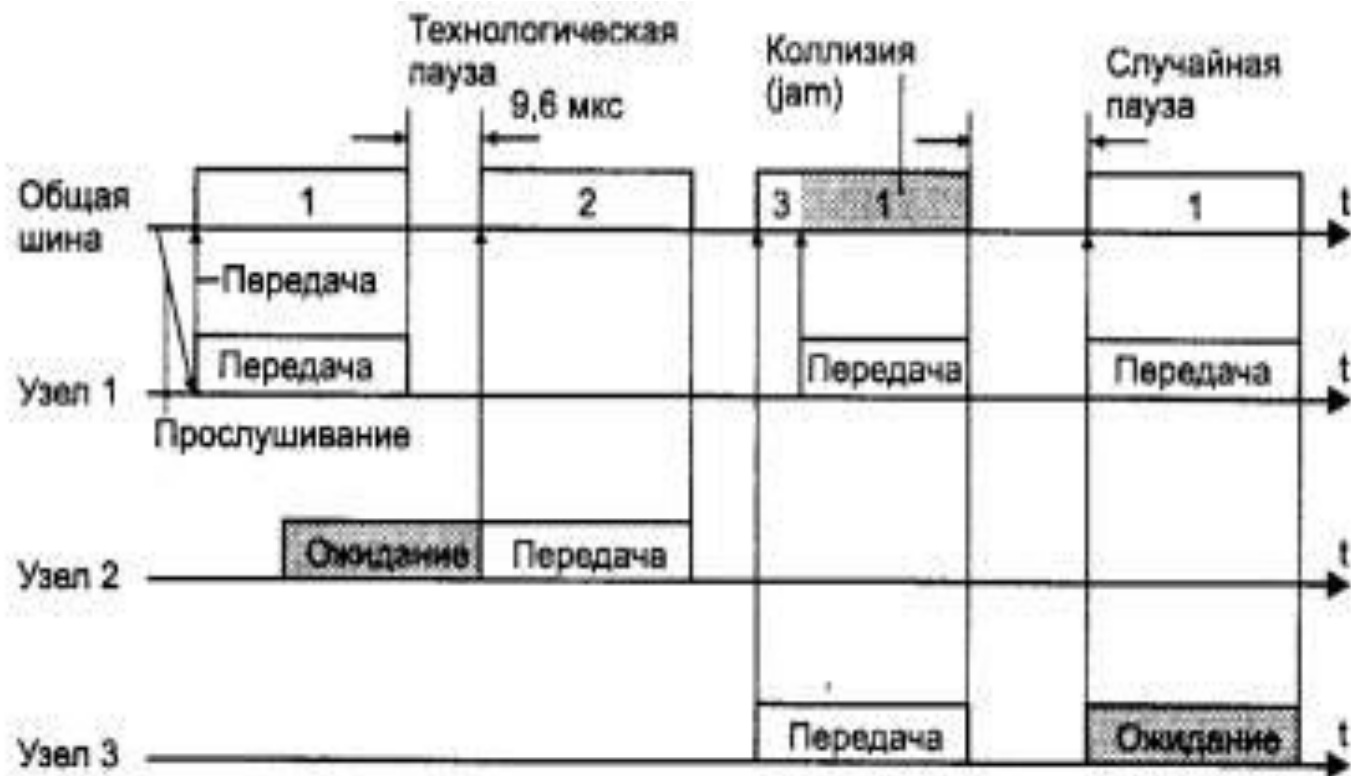 Технологическая
пауза
9,6 мкс
Коллизия
(jam)
Случайная
пауза
Общая
шина
1
2
3
1
1
t
Передача
Узел 1
Передача
Передача
Передача
t
Прослушивание
Узел 2
Ожидание
Передача
t
Узел 3
Передача
Ожидание
t